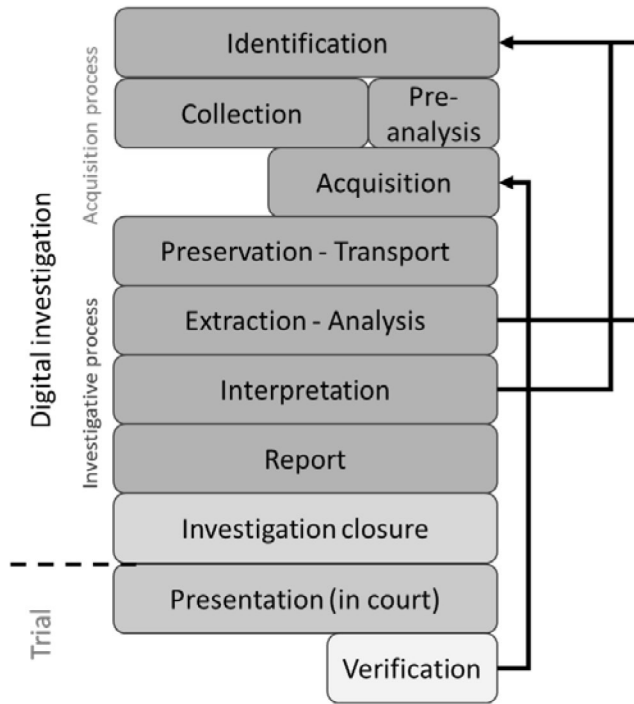 Identification
Collection
Pre-
analysis
Acquisition
Preservation - Transport
Extraction - Analysis
Interpretation
Report
Investigation closure
Presentation (in court)
Verification
Digital investigation
Acquisition process
Investigative process
Trial